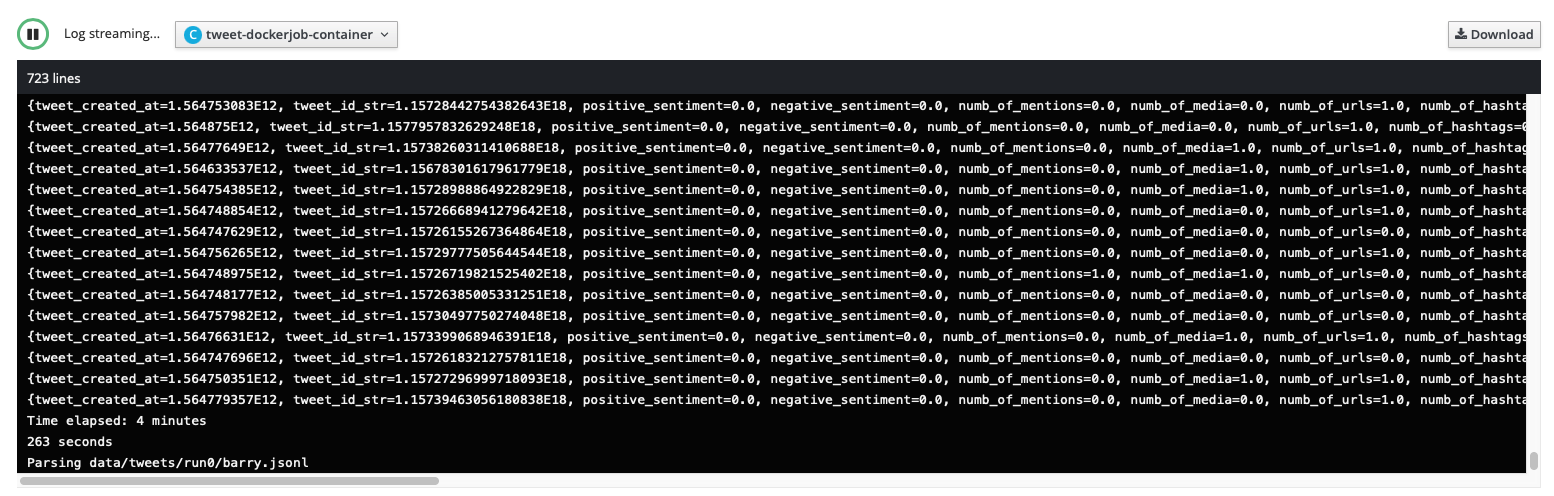 Log streaming...
C tweet-dockerjob-container
Download
723 lines
{tweet_created_at=1.564753083E12, tweet_id_str=1.15728442754382643E18, positive_sentiment=0.0, negative_sentiment=0.0, numb_of_mentions=0.0, numb_of_media=0.0, numb_of_urls=1.0, numb_of_hashta
{tweet_created_at=1.564875E12, tweet_id_str=1.1577957832629248E18, positive_sentiment=0.0, negative_sentiment=0.0, numb_of_mentions=0.0, numb_of_media=0.0, numb_of_urls=1.0, numb_of_hashtags=0
{tweet_created_at=1.56477649E12, tweet_id_str=1.15738260311410688E18, positive_sentiment=0.0, negative_sentiment=0.0, numb_of_mentions=0.0, numb_of_media=1.0, numb_of_urls=1.0, numb_of_hashtag
{tweet_created_at=1.564633537E12, tweet_id_str=1.15678301617961779E18, positive_sentiment=0.0, negative_sentiment=0.0, numb_of_mentions=0.0, numb_of_media=1.0, numb_of_urls=0.0, numb_of_hashta
{tweet_created_at=1.564754385E12, tweet_id_str=1.15728988864922829E18, positive_sentiment=0.0, negative_sentiment=0.0, numb_of_mentions=0.0, numb_of_media=1.0, numb_of_urls=0.0, numb_of_hashta
{tweet_created_at=1.564748854E12, tweet_id_str=1.15726668941279642E18, positive_sentiment=0.0, negative_sentiment=0.0, numb_of_mentions=0.0, numb_of_media=0.0, numb_of_urls=1.0, numb_of_hashta
{tweet_created_at=1.564747629E12, tweet_id_str=1.15726155267364864E18, positive_sentiment=0.0, negative_sentiment=0.0, numb_of_mentions=0.0, numb_of_media=0.0, numb_of_urls=0.0, numb_of_hashta
{tweet_created_at=1.564756265E12, tweet_id_str=1.15729777505644544E18, positive_sentiment=0.0, negative_sentiment=0.0, numb_of_mentions=0.0, numb_of_media=0.0, numb_of_urls=1.0, numb_of_hashta
{tweet_created_at=1.564748975E12, tweet_id_str=1.15726719821525402E18, positive_sentiment=0.0, negative_sentiment=0.0, numb_of_mentions=1.0, numb_of_media=1.0, numb_of_urls=0.0, numb_of_hashta
{tweet_created_at=1.564748177E12, tweet_id_str=1.15726385005331251E18, positive_sentiment=0.0, negative_sentiment=0.0, numb_of_mentions=0.0, numb_of_media=0.0, numb_of_urls=1.0, numb_of_hashta
{tweet_created_at=1.564757982E12, tweet_id_str=1.15730497750274048E18, positive_sentiment=0.0, negative_sentiment=0.0, numb_of_mentions=0.0, numb_of_media=0.0, numb_of_urls=0.0, numb_of_hashta
{tweet_created_at=1.56476631E12, tweet_id_str=1.1573399068946391E18, positive_sentiment=0.0, negative_sentiment=0.0, numb_of_mentions=0.0, numb_of_media=1.0, numb_of_urls=1.0, numb_of_hashtags
{tweet_created_at=1.564747696E12, tweet_id_str=1.15726183212757811E18, positive_sentiment=0.0, negative_sentiment=0.0, numb_of_mentions=0.0, numb_of_media=0.0, numb_of_urls=0.0, numb_of_hashta
{tweet_created_at=1.564750351E12, tweet_id_str=1.15727296999718093E18, positive_sentiment=0.0, negative_sentiment=0.0, numb_of_mentions=0.0, numb_of_media=1.0, numb_of_urls=1.0, numb_of_hashta
{tweet_created_at=1.564779357E12, tweet_id_str=1.15739463056180838E18, positive_sentiment=0.0, negative_sentiment=0.0, numb_of_mentions=0.0, numb_of_media=0.0, numb_of_urls=1.0, numb_of_hashta
Time elapsed: 4 minutes
263 seconds
Parsing data/tweets/run0/barry.jsonl